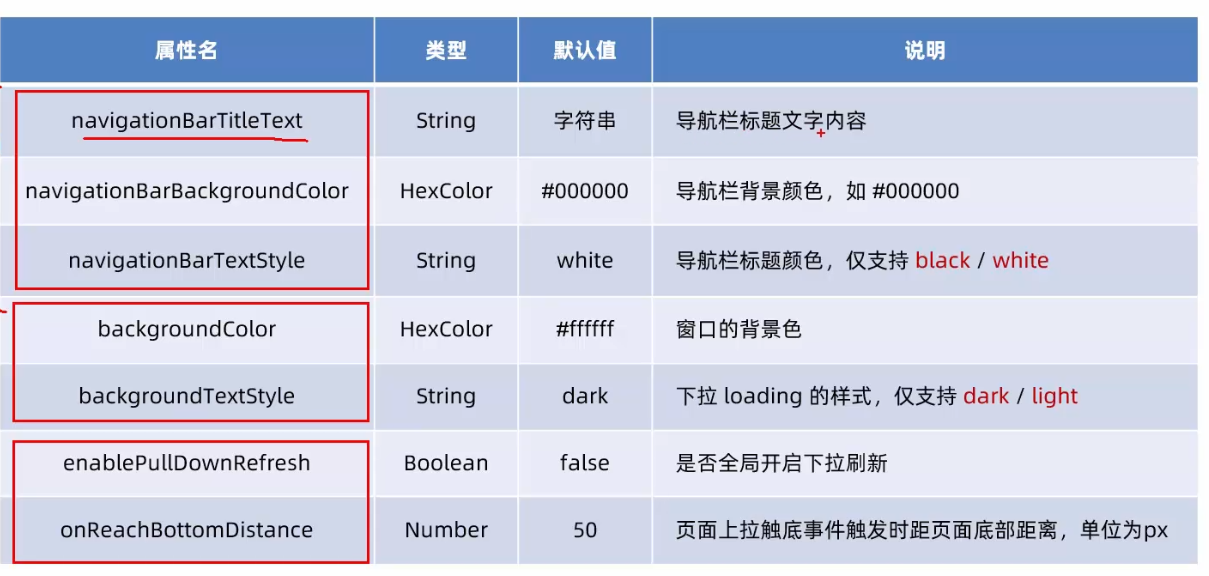 属性名 类型 默认值 说明
navigationBarTitleText String 字符串 导航栏标题文字内容
navigationBarBackgroundColor HexColor #000000 导航栏背景颜色，如 #000000
navigationBarTextStyle String white 导航栏标题颜色，仅支持 black / white
backgroundColor HexColor #ffffff 窗口的背景色
backgroundTextStyle String dark 下拉 loading 的样式，仅支持 dark / light
enablePullDownRefresh Boolean false 是否全局开启下拉刷新
onReachBottomDistance Number 50 页面上拉触底事件触发时距页面底部距离，单位为px